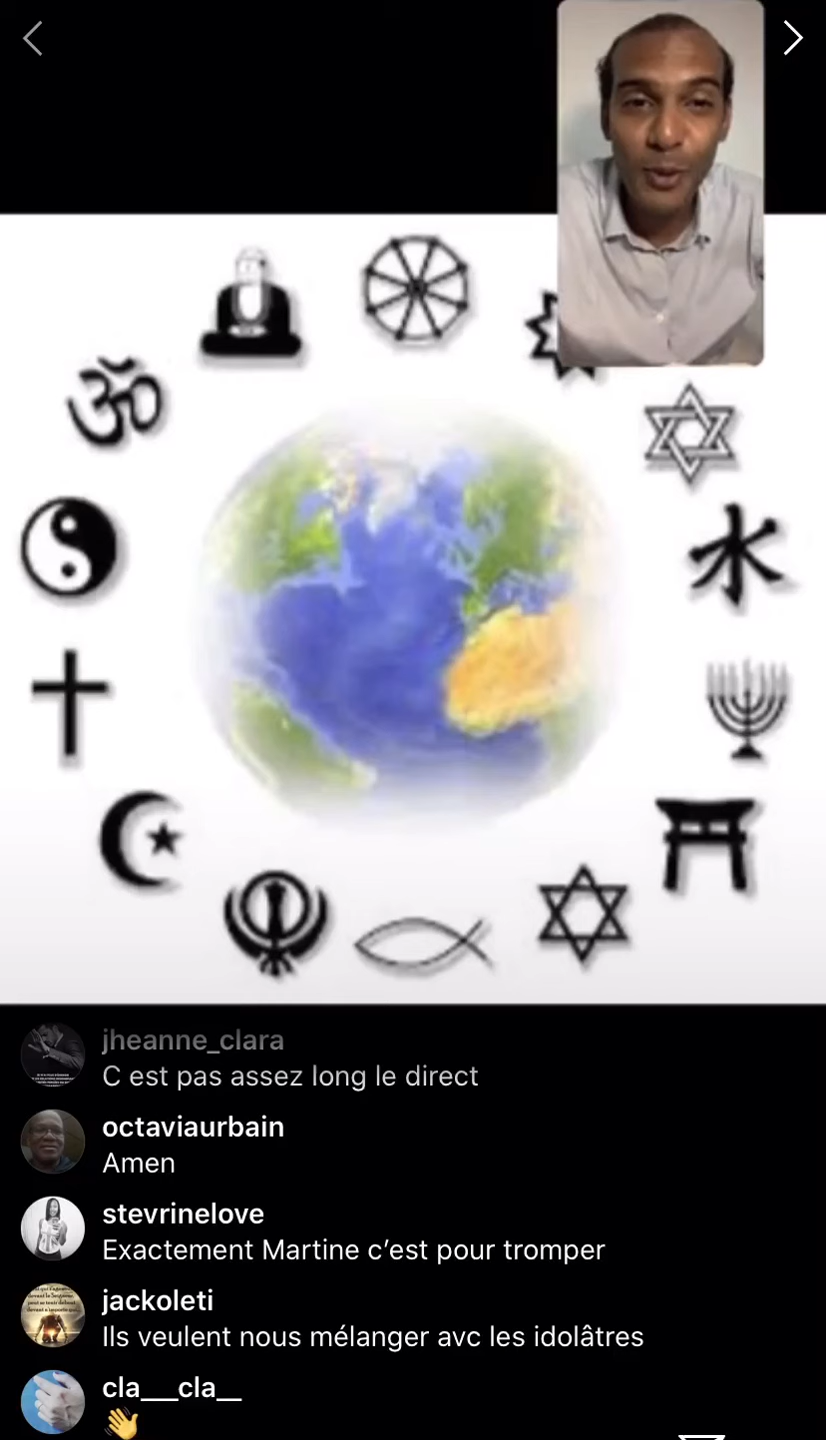 jheanne_clara
C est pas assez long le direct
octaviaurbain
Amen
stevrinelove
Exactement Martine c’est pour tromper
jackoleti
Ils veulent nous mélanger avc les idolâtres
cla___cla__
👋